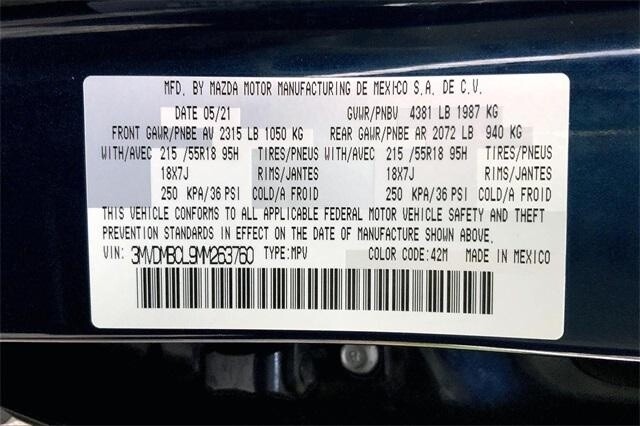 MFD. BY MAZDA MOTOR MANUFACTURING DE MEXICO S.A. DE C.V.
DATE 05/21 GVWR/PNBV 4381 LB 1987 KG
FRONT GAWR/PNBE AV 2315 LB 1050 KG REAR GAWR/PNBE AR 2072 LB 940 KG
WITH/AVEC 215 /55R18 95H TIRES/PNEUS WITH/AVEC 215 /55R18 95H TIRES/PNEUS
18X7J RIMS/JANTES 18X7J RIMS/JANTES
250 KPA/36 PSI COLD/A FROID 250 KPA/36 PSI COLD/A FROID
THIS VEHICLE CONFORMS TO ALL APPLICABLE FEDERAL MOTOR VEHICLE SAFETY AND THEFT
PREVENTION STANDARDS IN EFFECT ON THE DATE OF MANUFACTURE SHOWN ABOVE.
VIN: 3MVDMBCL9MM263760 TYPE:MPV COLOR CODE:42M MADE IN MEXICO